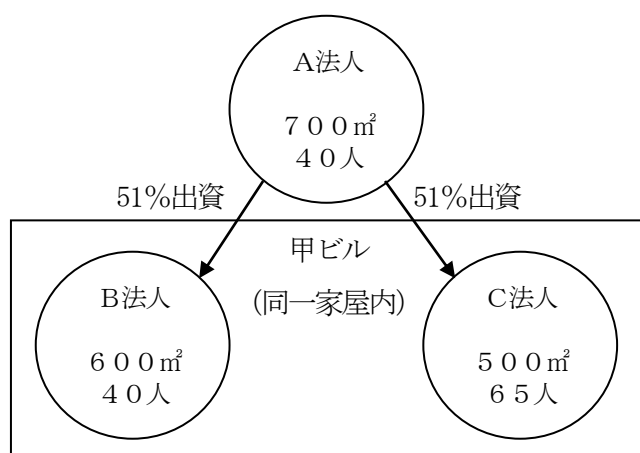 A法人
７００㎡
４０人
51%出資
51%出資
甲ビル
(同一家屋内)
B法人
６００㎡
４０人
C法人
５００㎡
６５人